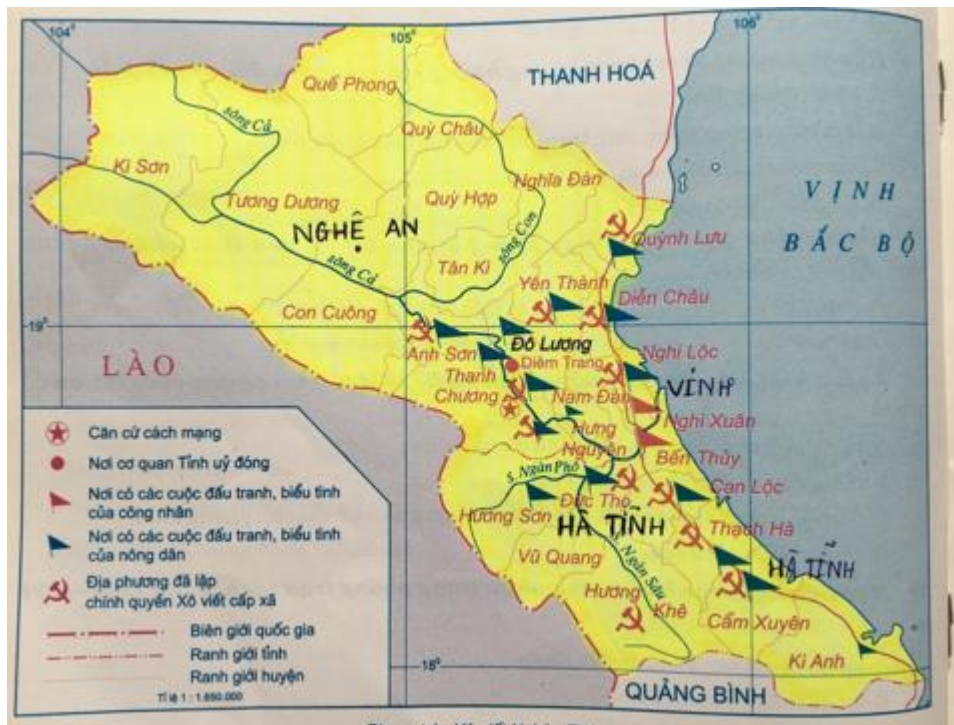 104°
105°
106°
THANH HOÁ
Quế Phong
sông Cả
Quỳ Châu
Kì Sơn
Nghĩa Đàn
Tương Dương
Quỳ Hợp
VỊNH
BẮC BỘ
NGHỆ AN
sông Con
Quỳnh Lưu
Tân Kì
sông Cả
Yên Thành
Diễn Châu
Con Cuông
19°
Đô Lương
LÀO
Anh Sơn
Diêm Trang
Nghi Lộc
Thanh
Chương
Nam Đàn
VINH
Nghi Xuân
Hưng
Nguyên
Bến Thủy
s. Ngàn Phố
Can Lộc
Đức Thọ
Hương Sơn
HÀ TĨNH
Thạch Hà
Vũ Quang
Ngàn Sâu
HÀ TĨNH
Hương
Khê
Cẩm Xuyên
Kì Anh
18°
QUẢNG BÌNH
Căn cứ cách mạng
Nơi cơ quan Tỉnh uỷ đóng
Nơi có các cuộc đấu tranh, biểu tình
của công nhân
Nơi có các cuộc đấu tranh, biểu tình
của nông dân
Địa phương đã lập
chính quyền Xô viết cấp xã
Biên giới quốc gia
Ranh giới tỉnh
Ranh giới huyện
Tỉ lệ 1 : 1.650.000